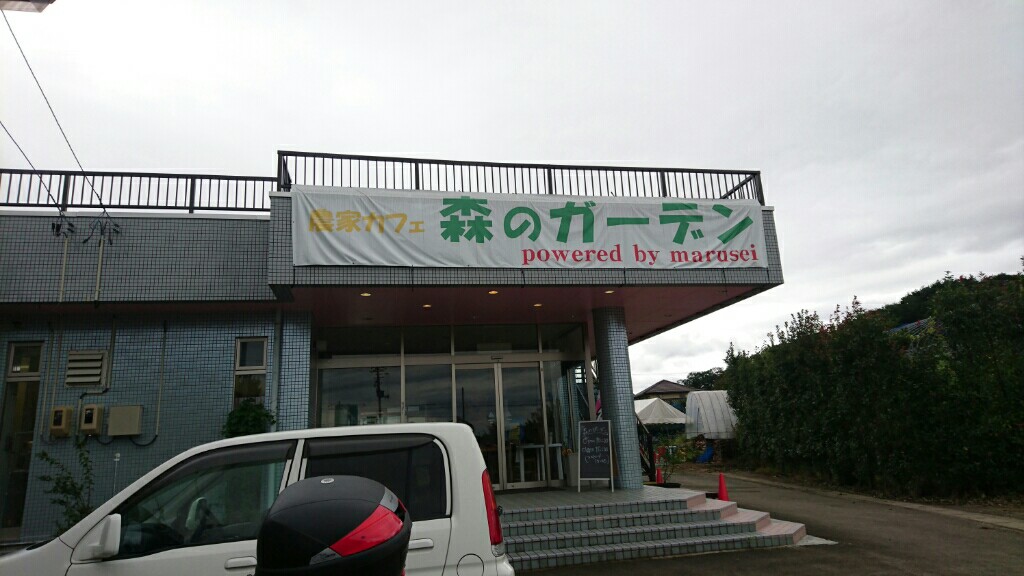 農家カフェ 森のガーデン
powered by marusei